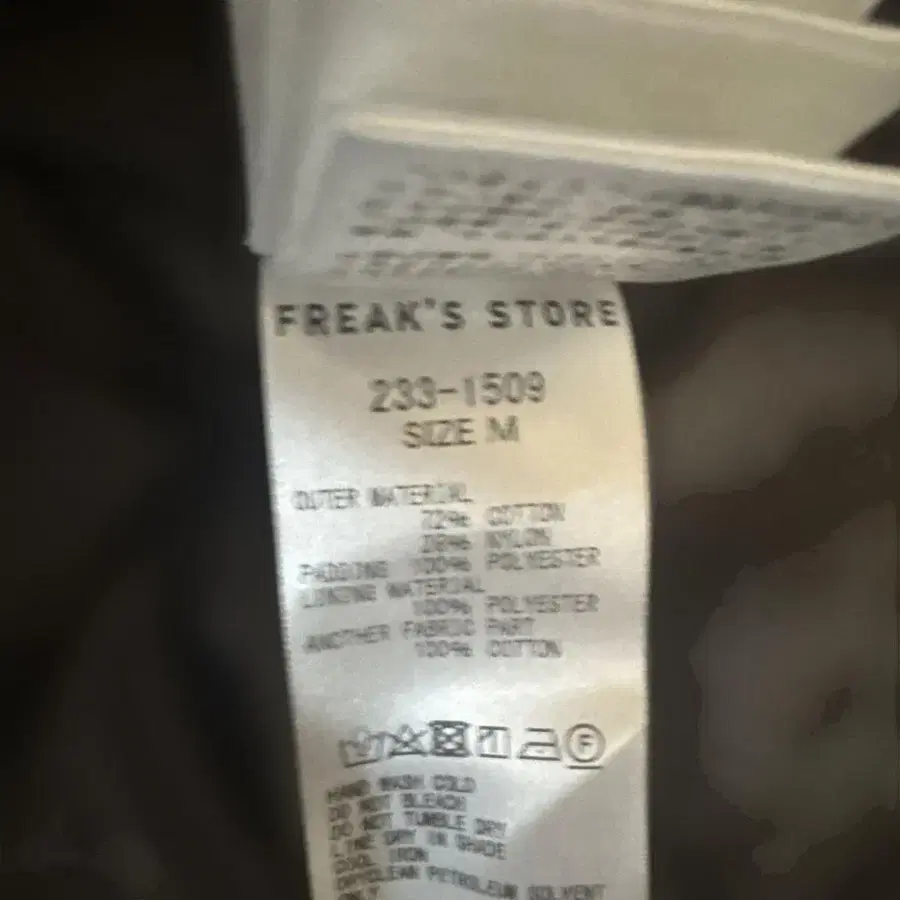 FREAK'S STORE
233-1509
SIZE M
OUTER MATERIAL
72% COTTON
28% NYLON
PADDING 100% POLYESTER
LINING MATERIAL
100% POLYESTER
ANOTHER FABRIC PART
100% COTTON
F
HAND WASH COLD
DO NOT BLEACH
DO NOT TUMBLE DRY
LINE DRY IN SHADE
COOL IRON
DRYCLEAN PETROLEUM SOLVENT
ONLY